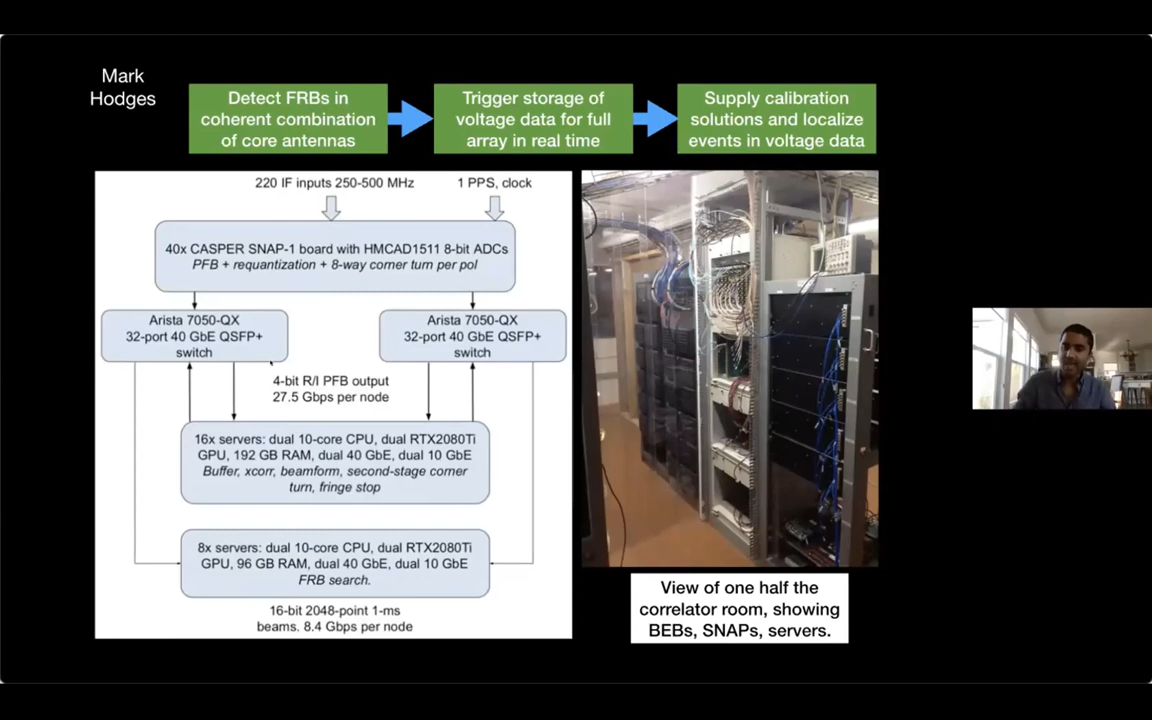 Mark
Hodges
Detect FRBs in
coherent combination
of core antennas
Trigger storage of
voltage data for full
array in real time
Supply calibration
solutions and localize
events in voltage data
220 IF inputs 250-500 MHz
1 PPS, clock
40x CASPER SNAP-1 board with HMCAD1511 8-bit ADCs
PFB + requantization + 8-way corner turn per pol
Arista 7050-QX
32-port 40 GbE QSFP+
switch
Arista 7050-QX
32-port 40 GbE QSFP+
switch
4-bit R/I PFB output
27.5 Gbps per node
16x servers: dual 10-core CPU, dual RTX2080Ti
GPU, 192 GB RAM, dual 40 GbE, dual 10 GbE
Buffer, xcorr, beamform, second-stage corner
turn, fringe stop
8x servers: dual 10-core CPU, dual RTX2080Ti
GPU, 96 GB RAM, dual 40 GbE, dual 10 GbE
FRB search.
16-bit 2048-point 1-ms
beams. 8.4 Gbps per node
View of one half the
correlator room, showing
BEBs, SNAPs, servers.